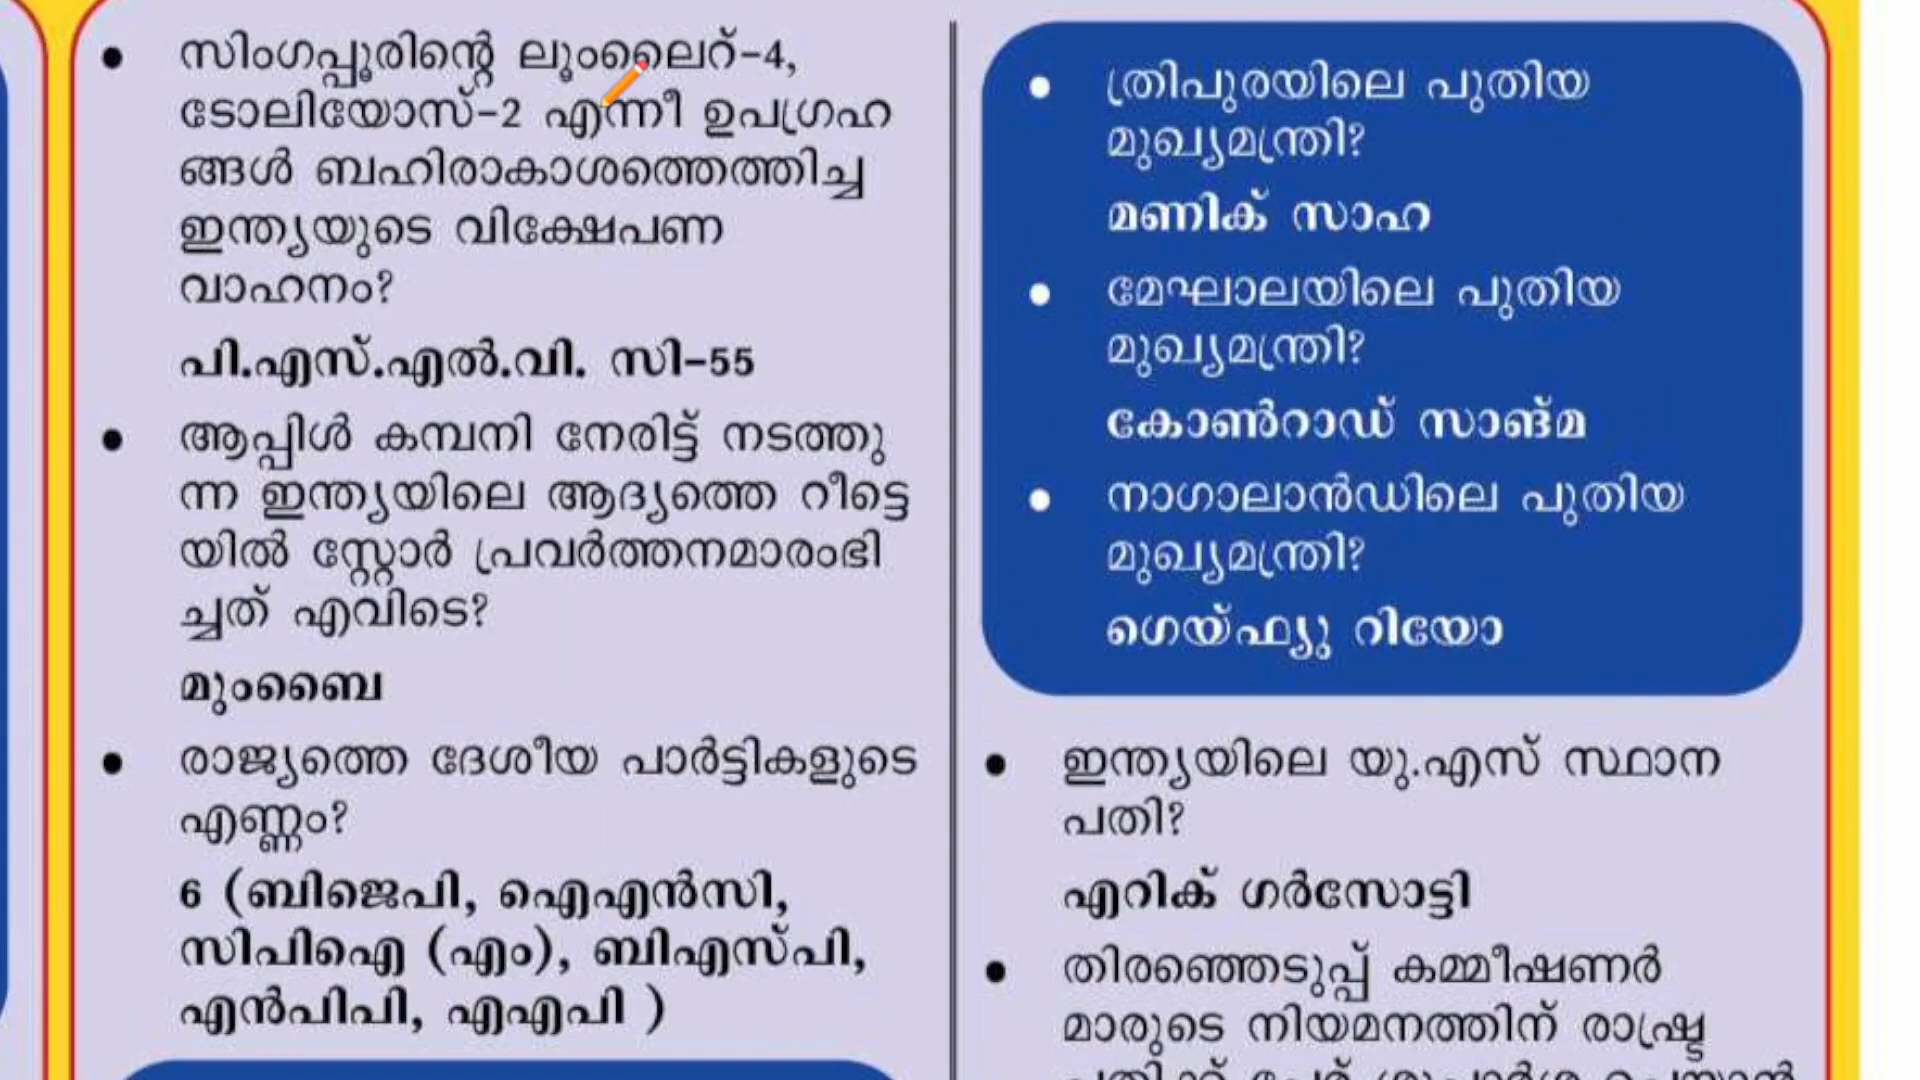 സിംഗപ്പൂരിന്റെ ലൂംലൈറ്-4,
ടോലിയോസ്-2 എന്നീ ഉപഗ്രഹ
ങ്ങൾ ബഹിരാകാശത്തെത്തിച്ച
ഇന്ത്യയുടെ വിക്ഷേപണ
വാഹനം?
പി.എസ്.എൽ.വി. സി-55
ആപ്പിൾ കമ്പനി നേരിട്ട് നടത്തു
ന്ന ഇന്ത്യയിലെ ആദ്യത്തെ റീട്ടെ
യിൽ സ്റ്റോർ പ്രവർത്തനമാരംഭി
ച്ചത് എവിടെ?
മുംബൈ
രാജ്യത്തെ ദേശീയ പാർട്ടികളുടെ
എണ്ണം?
6 (ബിജെപി, ഐഎൻസി,
സിപിഐ (എം), ബിഎസ്പി,
എൻപിപി, എഎപി )
ത്രിപുരയിലെ പുതിയ
മുഖ്യമന്ത്രി?
മണിക് സാഹ
മേഘാലയിലെ പുതിയ
മുഖ്യമന്ത്രി?
കോൺറാഡ് സാങ്മ
നാഗാലാൻഡിലെ പുതിയ
മുഖ്യമന്ത്രി?
ഗെയ്ഫ്യു റിയോ
ഇന്ത്യയിലെ യു.എസ് സ്ഥാന
പതി?
എറിക് ഗർസോട്ടി
തിരഞ്ഞെടുപ്പ് കമ്മീഷണർ
മാരുടെ നിയമനത്തിന് രാഷ്ട്ര